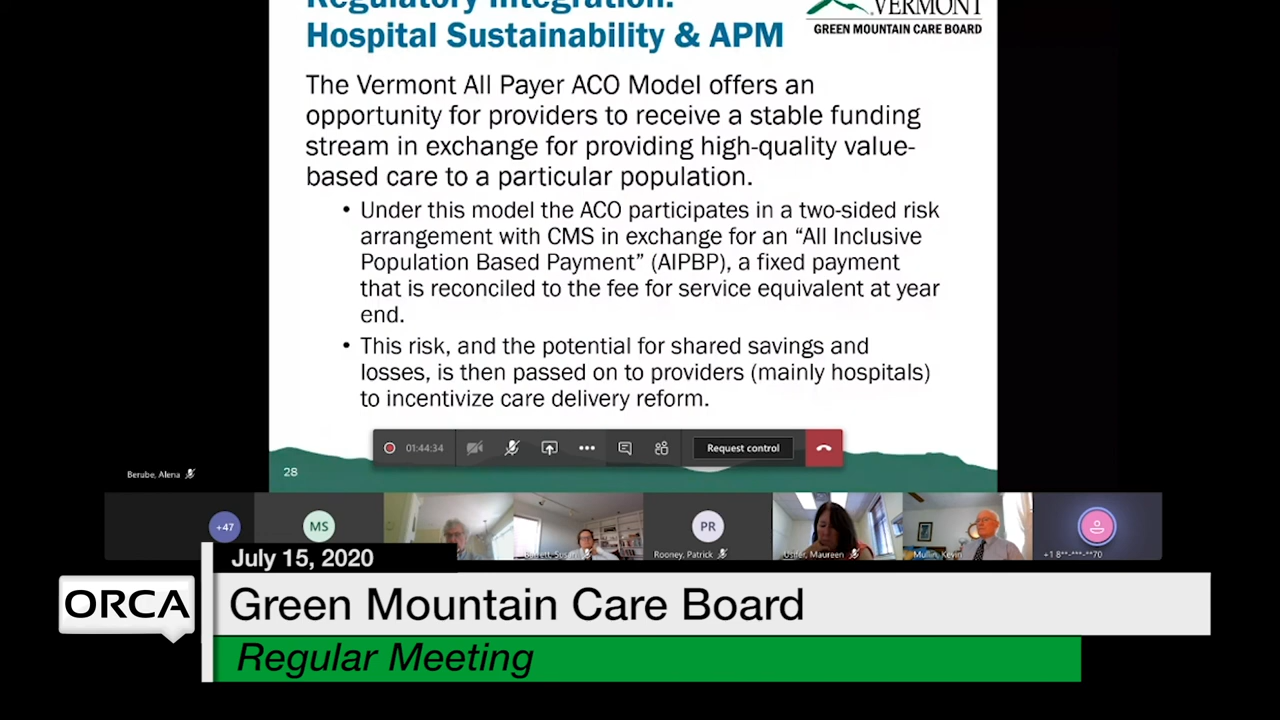 Regulatory Integration:
Hospital Sustainability & APM
VERMONT
GREEN MOUNTAIN CARE BOARD
The Vermont All Payer ACO Model offers an
opportunity for providers to receive a stable funding
stream in exchange for providing high-quality value-
based care to a particular population.
• Under this model the ACO participates in a two-sided risk
arrangement with CMS in exchange for an “All Inclusive
Population Based Payment” (AIPBP), a fixed payment
that is reconciled to the fee for service equivalent at year
end.
• This risk, and the potential for shared savings and
losses, is then passed on to providers (mainly hospitals)
to incentivize care delivery reform.
01:44:34
Request control
28
Berube, Alena
+47
MS
PR
Rooney, Patrick
Usher, Maureen
Mullin, Kevin
+1 8**-***-**70
July 15, 2020
ORCA
Green Mountain Care Board
Regular Meeting